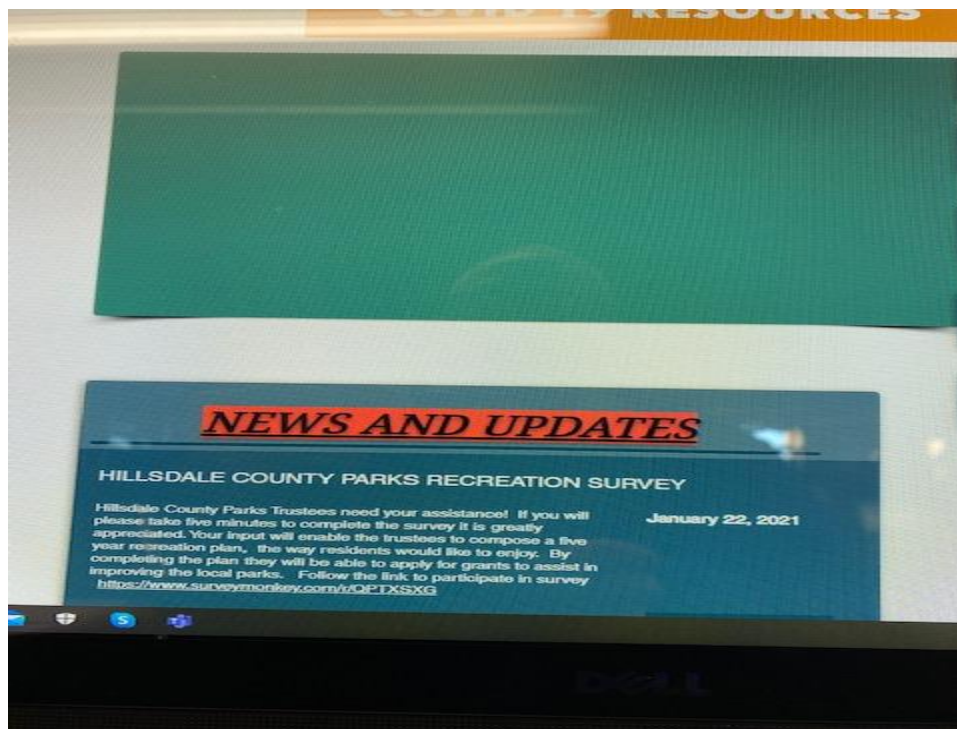 COVID-19 RESOURCES
NEWS AND UPDATES
HILLSDALE COUNTY PARKS RECREATION SURVEY
Hillsdale County Parks Trustees need your assistance! If you will
January 22, 2021
please take five minutes to complete the survey it is greatly
appreciated. Your input will enable the trustees to compose a five
year recreation plan, the way residents would like to enjoy. By
completing the plan they will be able to apply for grants to assist in
improving the local parks. Follow the link to participate in survey
https://www.surveymonkey.com/r/QPTXSXG
S
DELL